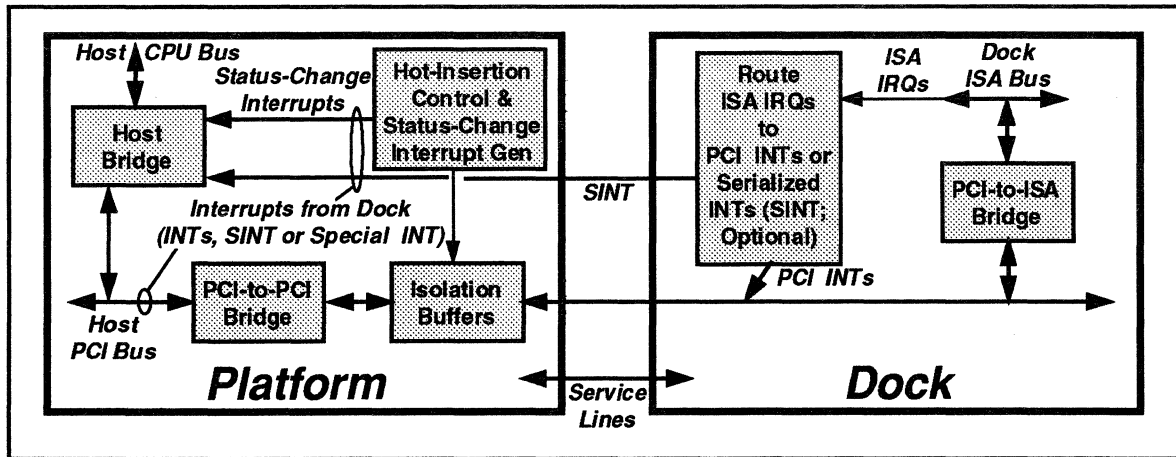 Host CPU Bus
Status-Change
Interrupts
Hot-Insertion
Control &
Status-Change
Interrupt Gen
Host
Bridge
Interrupts from Dock
(INTs, SINT or Special INT)
PCI-to-PCI
Bridge
Isolation
Buffers
Host
PCI Bus
Platform
SINT
Service
Lines
Route
ISA IRQs
to
PCI INTs or
Serialized
INTs (SINT;
Optional)
ISA
IRQs
Dock
ISA Bus
PCI-to-ISA
Bridge
PCI INTs
Dock